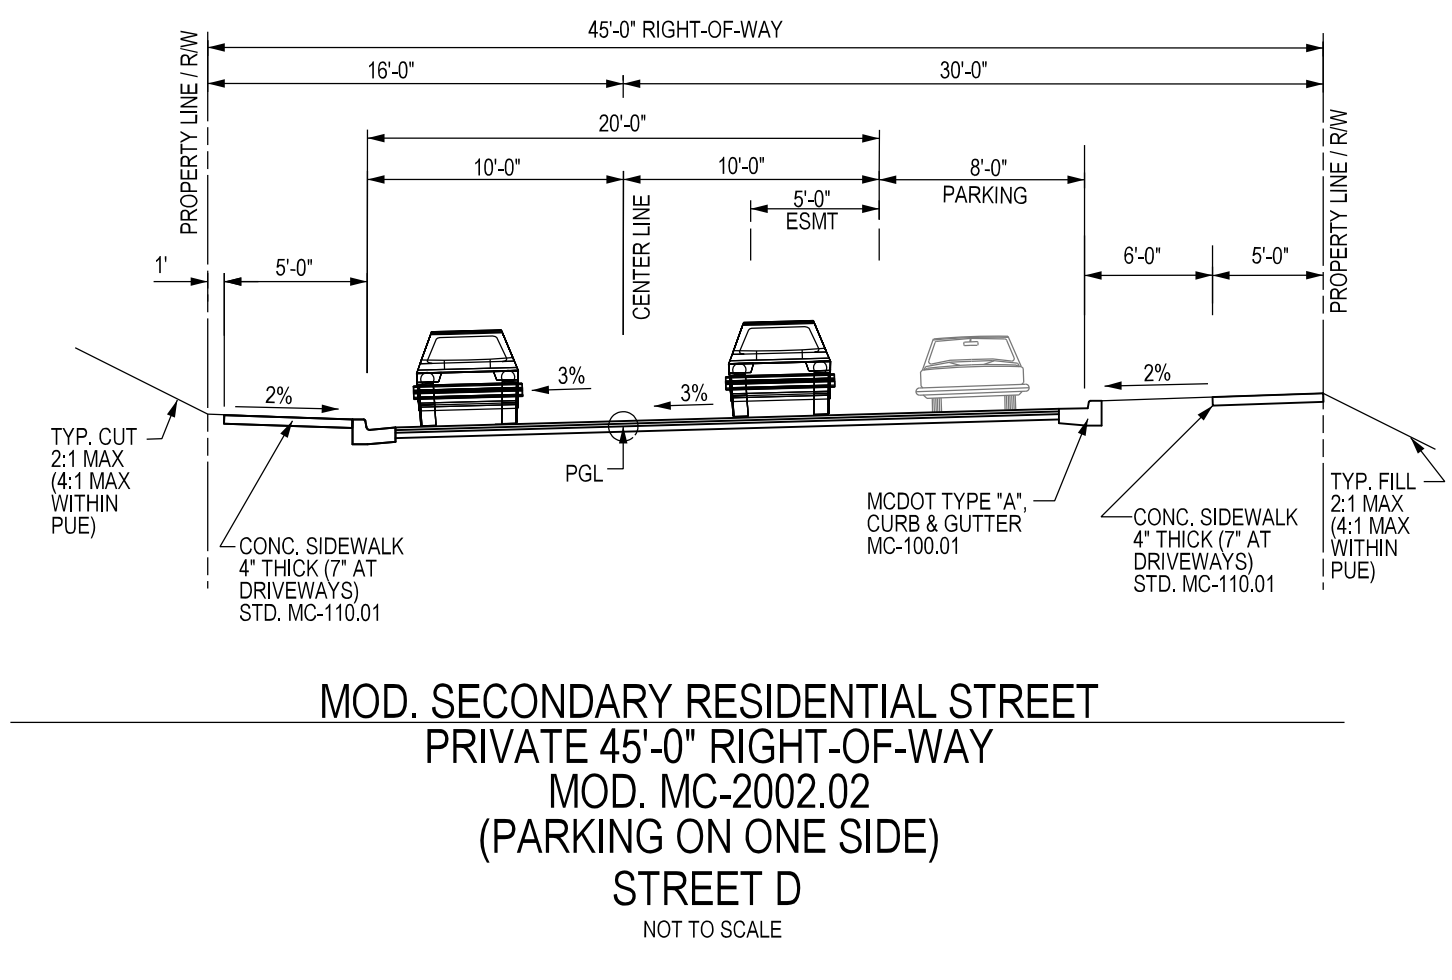 45'-0" RIGHT-OF-WAY
16'-0"
30'-0"
20'-0"
10'-0"
10'-0"
8'-0"
PARKING
5'-0"
ESMT
PROPERTY LINE / R/W
CENTER LINE
PROPERTY LINE / R/W
1'
5'-0"
6'-0"
5'-0"
2%
3%
3%
2%
TYP. CUT
2:1 MAX
(4:1 MAX
WITHIN
PUE)
PGL
CONC. SIDEWALK
4" THICK (7" AT
DRIVEWAYS)
STD. MC-110.01
MCDOT TYPE "A",
CURB & GUTTER
MC-100.01
CONC. SIDEWALK
4" THICK (7" AT
DRIVEWAYS)
STD. MC-110.01
TYP. FILL
2:1 MAX
(4:1 MAX
WITHIN
PUE)
MOD. SECONDARY RESIDENTIAL STREET
PRIVATE 45'-0" RIGHT-OF-WAY
MOD. MC-2002.02
(PARKING ON ONE SIDE)
STREET D
NOT TO SCALE